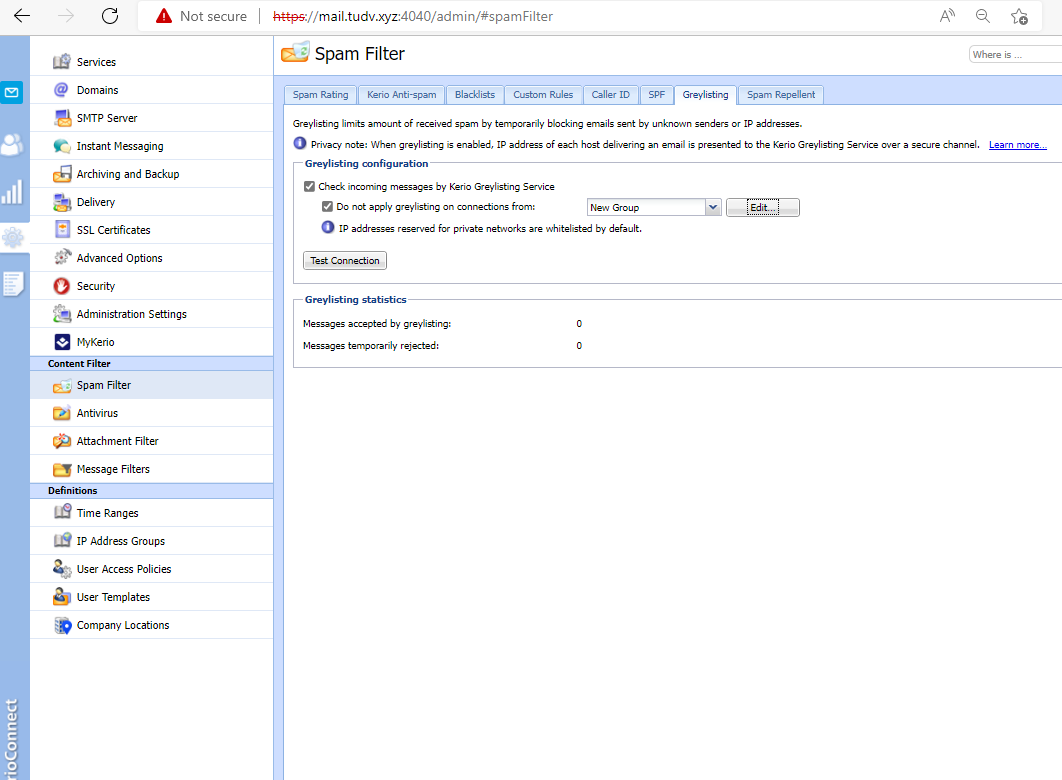 Not secure
https://mail.tudv.xyz:4040/admin/#spamFilter
Services
Domains
SMTP Server
Instant Messaging
Archiving and Backup
Delivery
SSL Certificates
Advanced Options
Security
Administration Settings
MyKerio
Content Filter
Spam Filter
Antivirus
Attachment Filter
Message Filters
Definitions
Time Ranges
IP Address Groups
User Access Policies
User Templates
Company Locations
rioConnect
Spam Filter
Where is ...
Spam Rating Kerio Anti-spam Blacklists Custom Rules Caller ID SPF Greylisting Spam Repellent
Greylisting limits amount of received spam by temporarily blocking emails sent by unknown senders or IP addresses.
Privacy note: When greylisting is enabled, IP address of each host delivering an email is presented to the Kerio Greylisting Service over a secure channel. Learn more...
Greylisting configuration
Check incoming messages by Kerio Greylisting Service
Do not apply greylisting on connections from: New Group Edit...
IP addresses reserved for private networks are whitelisted by default.
Test Connection
Greylisting statistics
Messages accepted by greylisting: 0
Messages temporarily rejected: 0